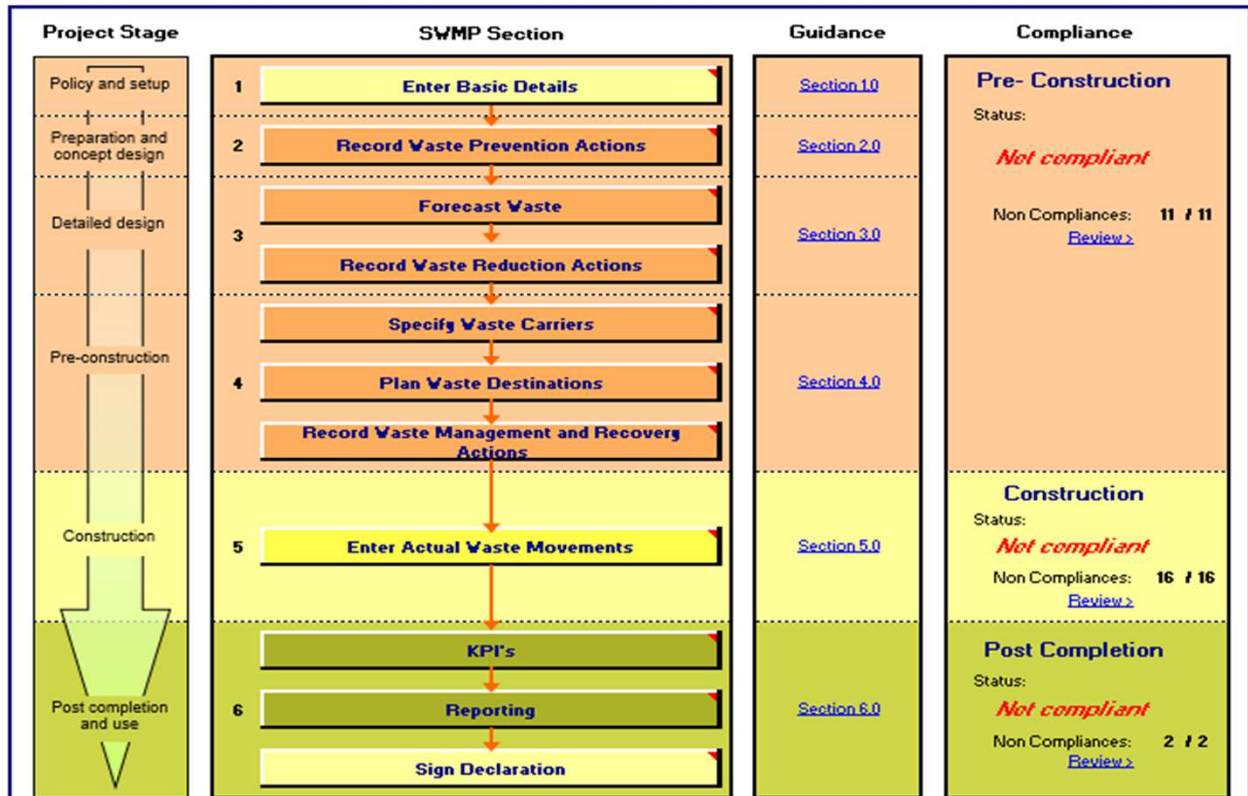 Project Stage
SWMP Section
Guidance
Compliance
Policy and setup
1
Enter Basic Details
Section 1.0
Pre- Construction
Status:
Not compliant
Non Compliances: 11 / 11
Review >
Preparation and
concept design
2
Record Waste Prevention Actions
Section 2.0
Detailed design
3
Forecast Waste
Record Waste Reduction Actions
Section 3.0
Pre-construction
4
Specify Waste Carriers
Plan Waste Destinations
Record Waste Management and Recovery
Actions
Section 4.0
Construction
5
Enter Actual Waste Movements
Section 5.0
Construction
Status:
Not compliant
Non Compliances: 16 / 16
Review >
Post completion
and use
6
KPI's
Reporting
Sign Declaration
Section 6.0
Post Completion
Status:
Not compliant
Non Compliances: 2 / 2
Review >